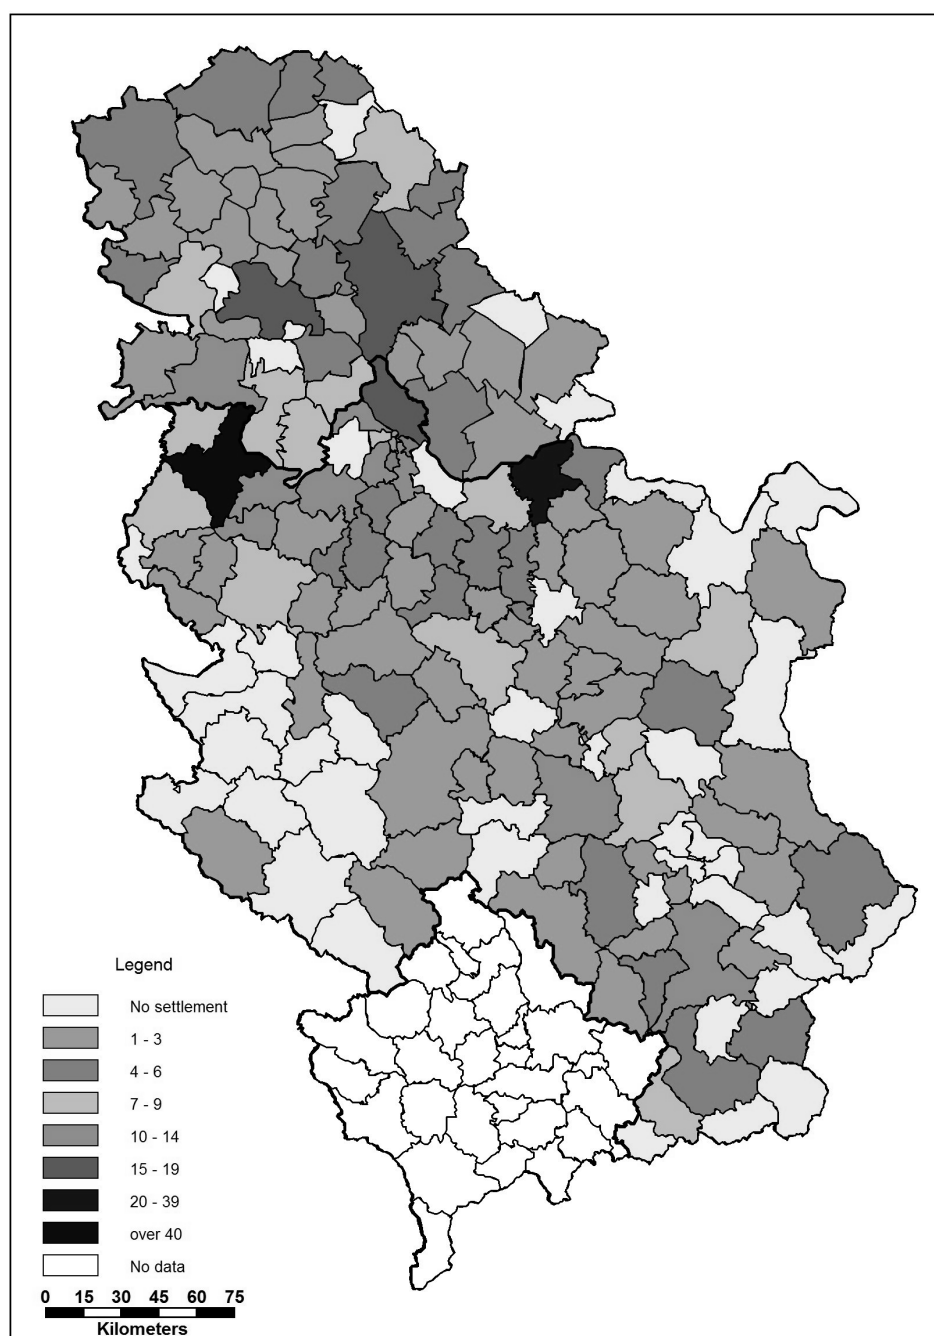 Legend
No settlement
1 - 3
4 - 6
7 - 9
10 - 14
15 - 19
20 - 39
over 40
No data
0 15 30 45 60 75
Kilometers